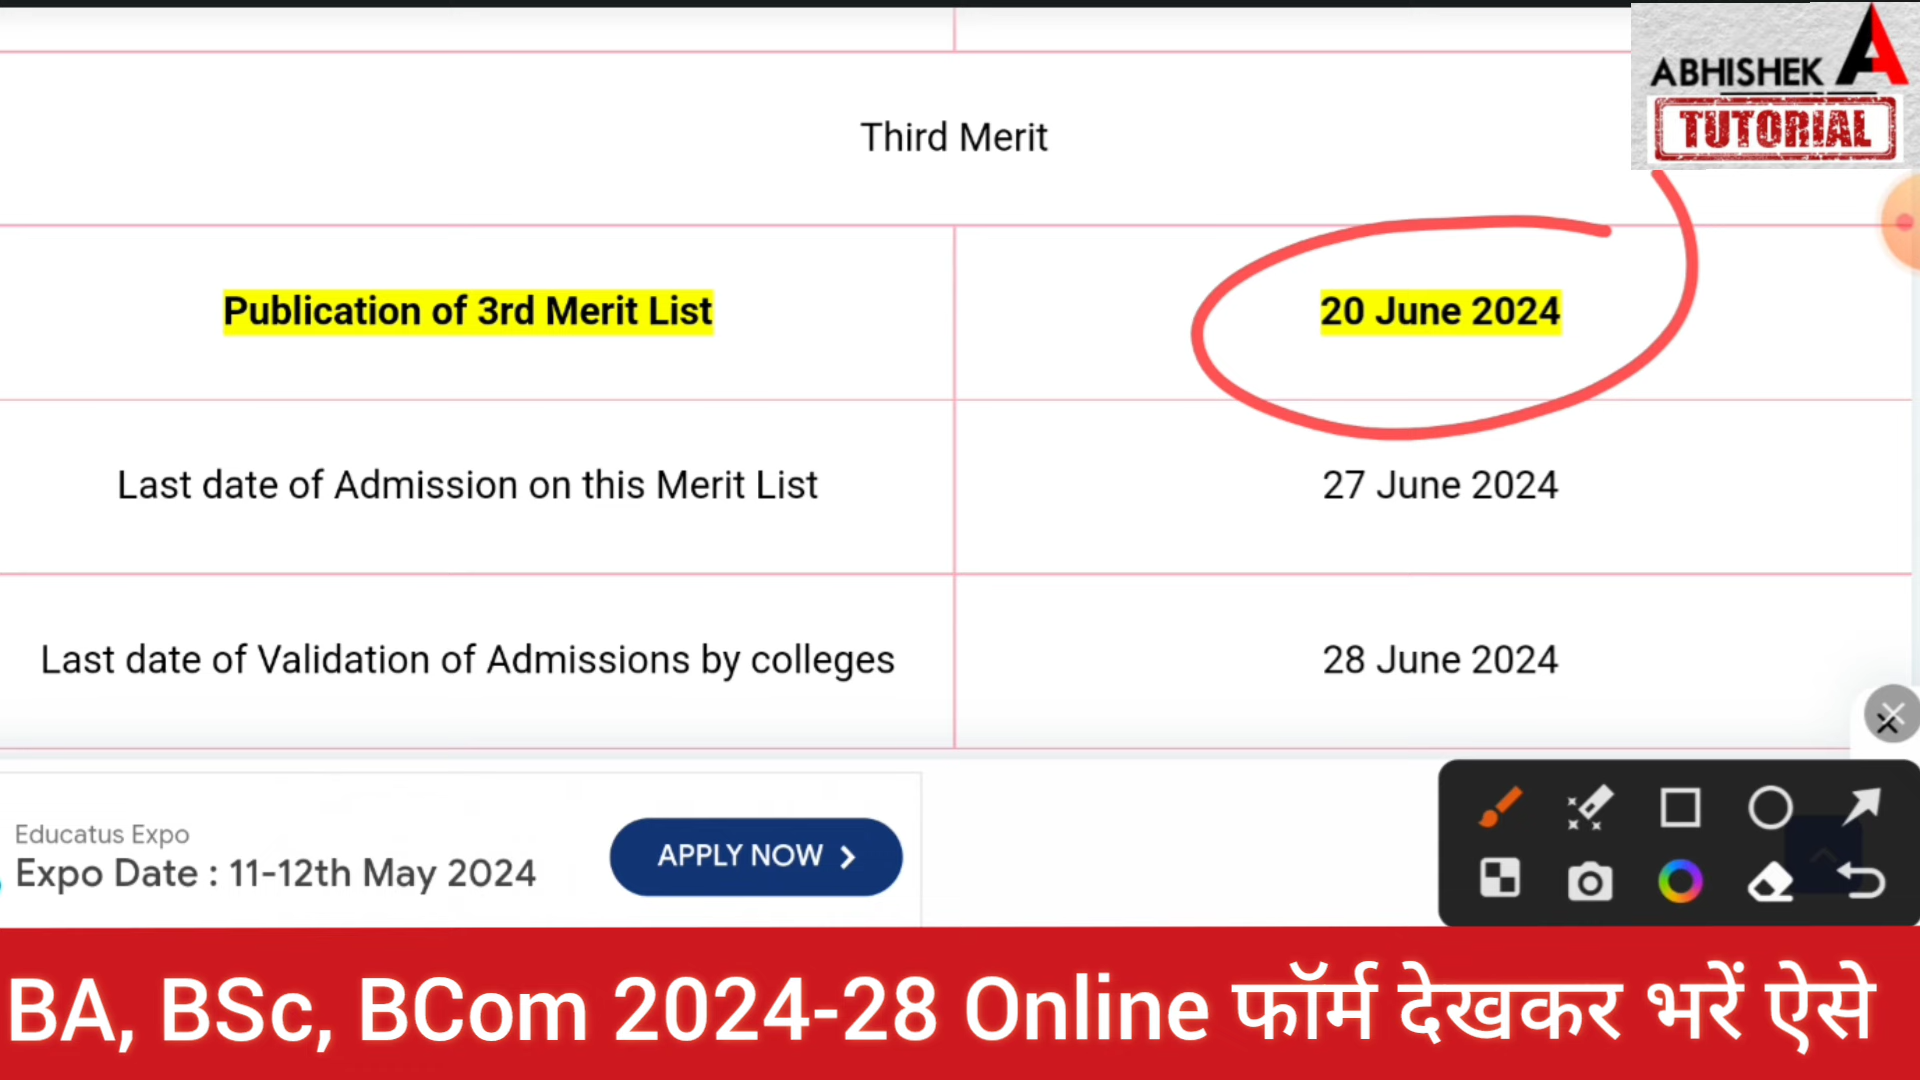 ABHISHEK A
TUTORIAL
Third Merit
Publication of 3rd Merit List 20 June 2024
Last date of Admission on this Merit List 27 June 2024
Last date of Validation of Admissions by colleges 28 June 2024
Educatus Expo
Expo Date : 11-12th May 2024
APPLY NOW
BA, BSc, BCom 2024-28 Online फॉर्म देखकर भरें ऐसे